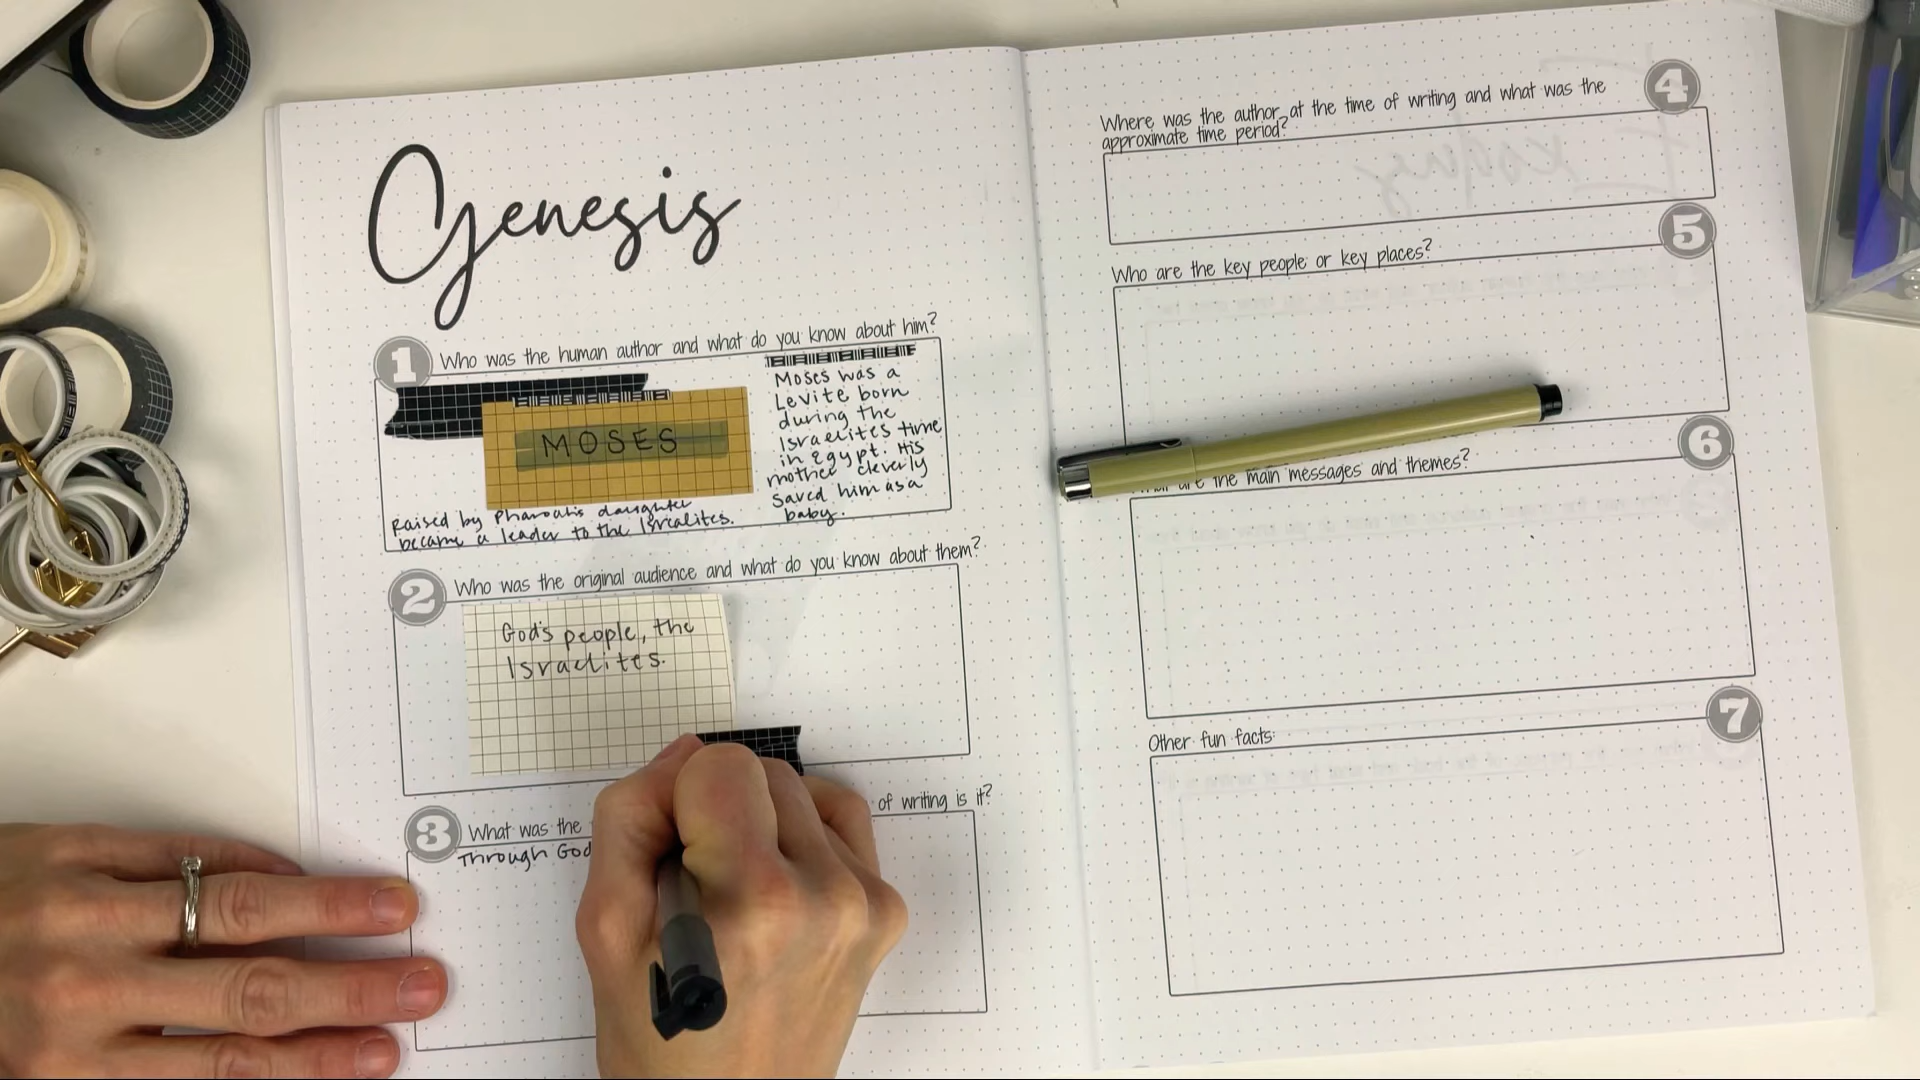 Genesis
1
Who was the human author and what do you know about him?
MOSES
Moses was a
Levite born
during the
Israelites time
in Egypt. His
mother cleverly
saved him as a
baby.
Raised by Pharoah's daughter
became a leader to the Isrealites.
2
Who was the original audience and what do you know about them?
God's people, the
Israelites.
3
What was the
of writing is it?
Through God
4
Where was the author at the time of writing and what was the
approximate time period?
5
Who are the key people or key places?
6
are the main messages and themes?
7
Other fun facts: